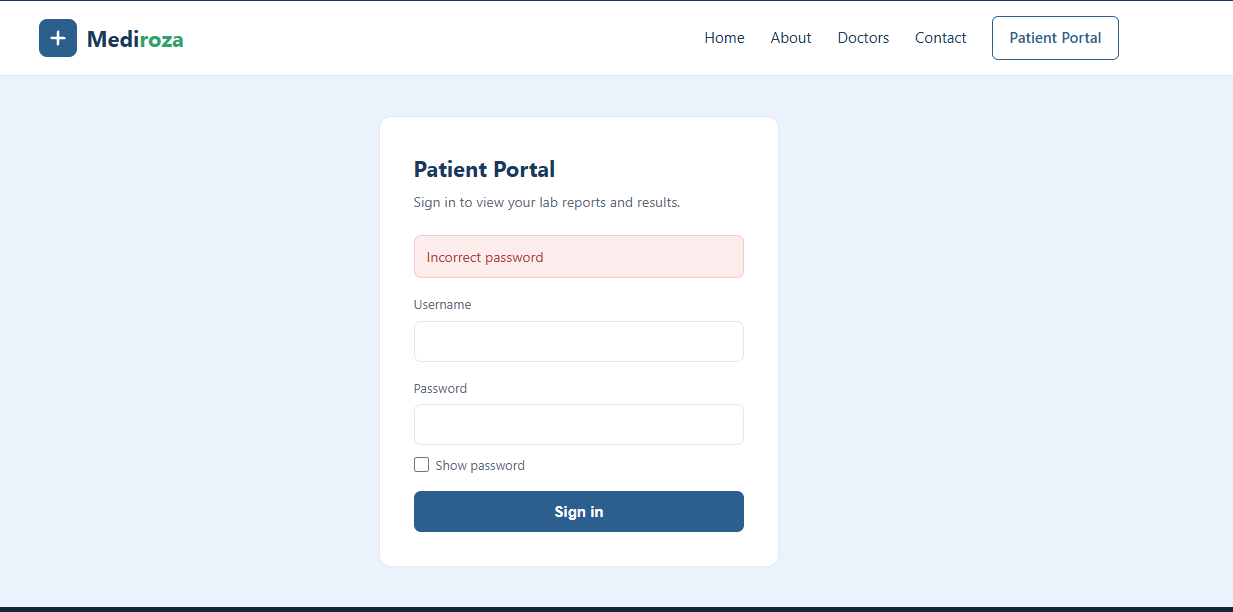 Mediroza
Home About Doctors Contact Patient Portal
Patient Portal
Sign in to view your lab reports and results.
Incorrect password
Username
Password
Show password
Sign in